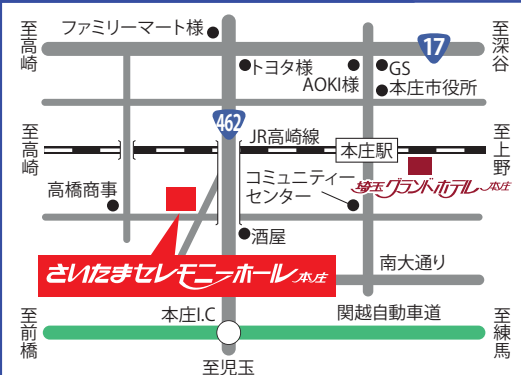 至高崎
ファミリーマート様
17
至深谷
トヨタ様
AOKI様
GS
本庄市役所
462
至高崎
JR高崎線
本庄駅
至上野
高橋商事
コミュニティー
センター
埼玉グランドホテル本庄
酒屋
さいたまセレモニーホール本庄
南大通り
至前橋
本庄I.C
関越自動車道
至練馬
至児玉